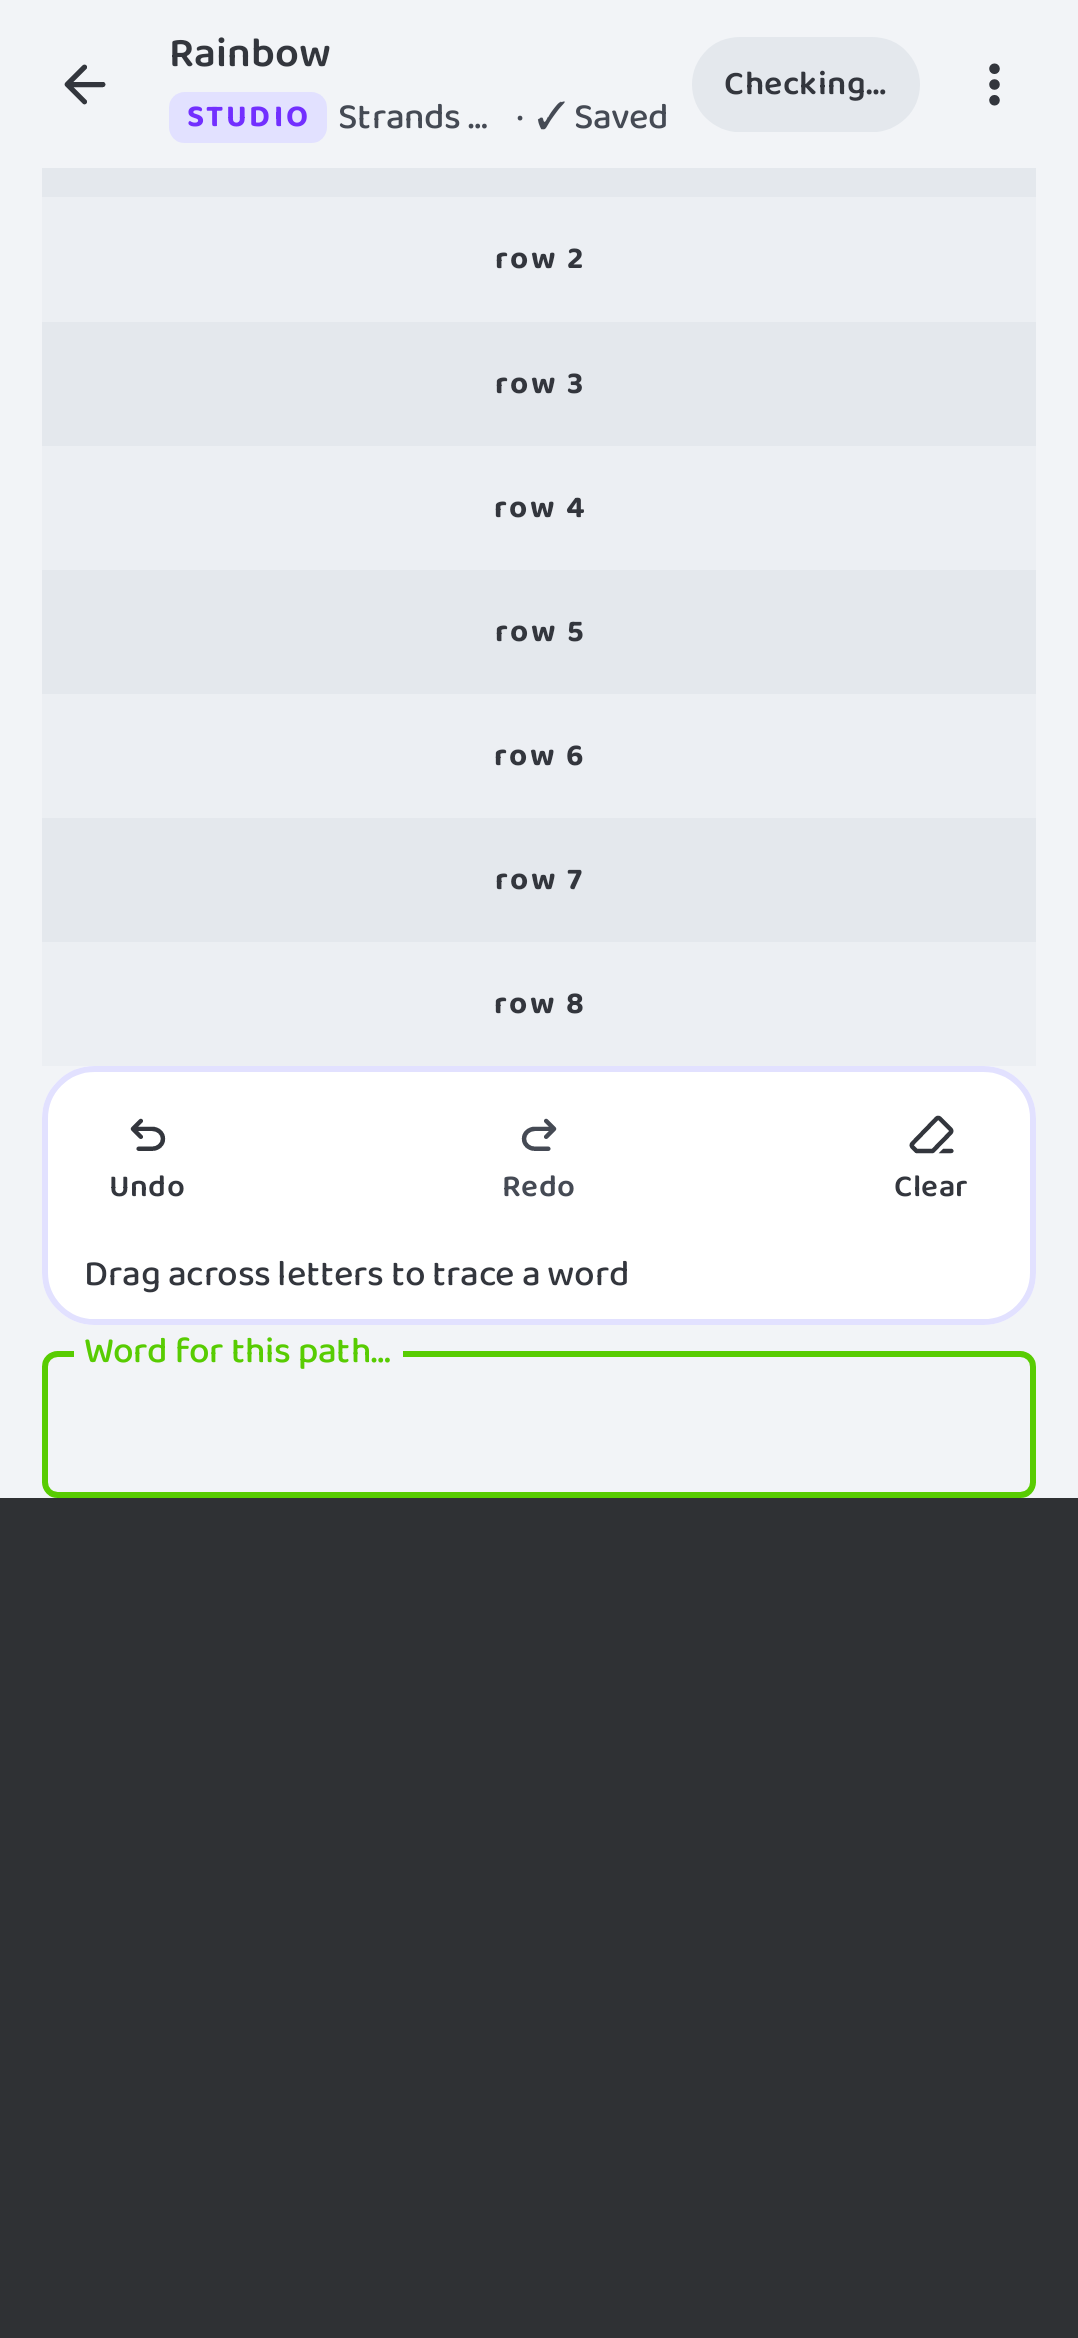 Rainbow
STUDIO Strands ... · ✓ Saved
Checking...
row 2
row 3
row 4
row 5
row 6
row 7
row 8
Undo
Redo
Clear
Drag across letters to trace a word
Word for this path...